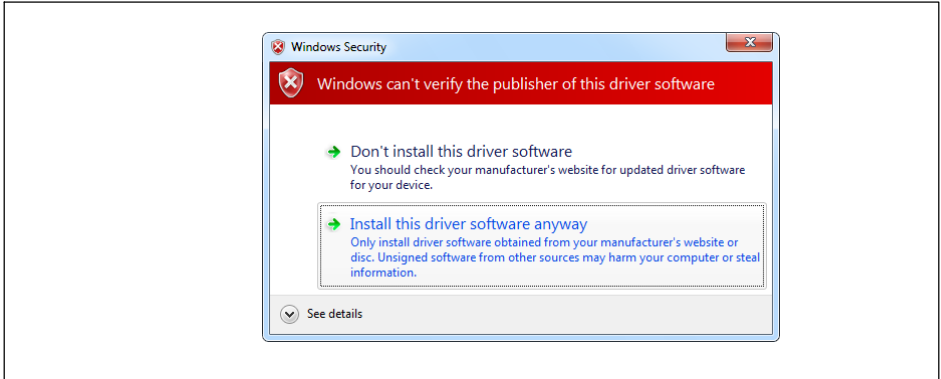 Windows Security
Windows can't verify the publisher of this driver software
Don't install this driver software
You should check your manufacturer's website for updated driver software
for your device.
Install this driver software anyway
Only install driver software obtained from your manufacturer's website or
disc. Unsigned software from other sources may harm your computer or steal
information.
See details